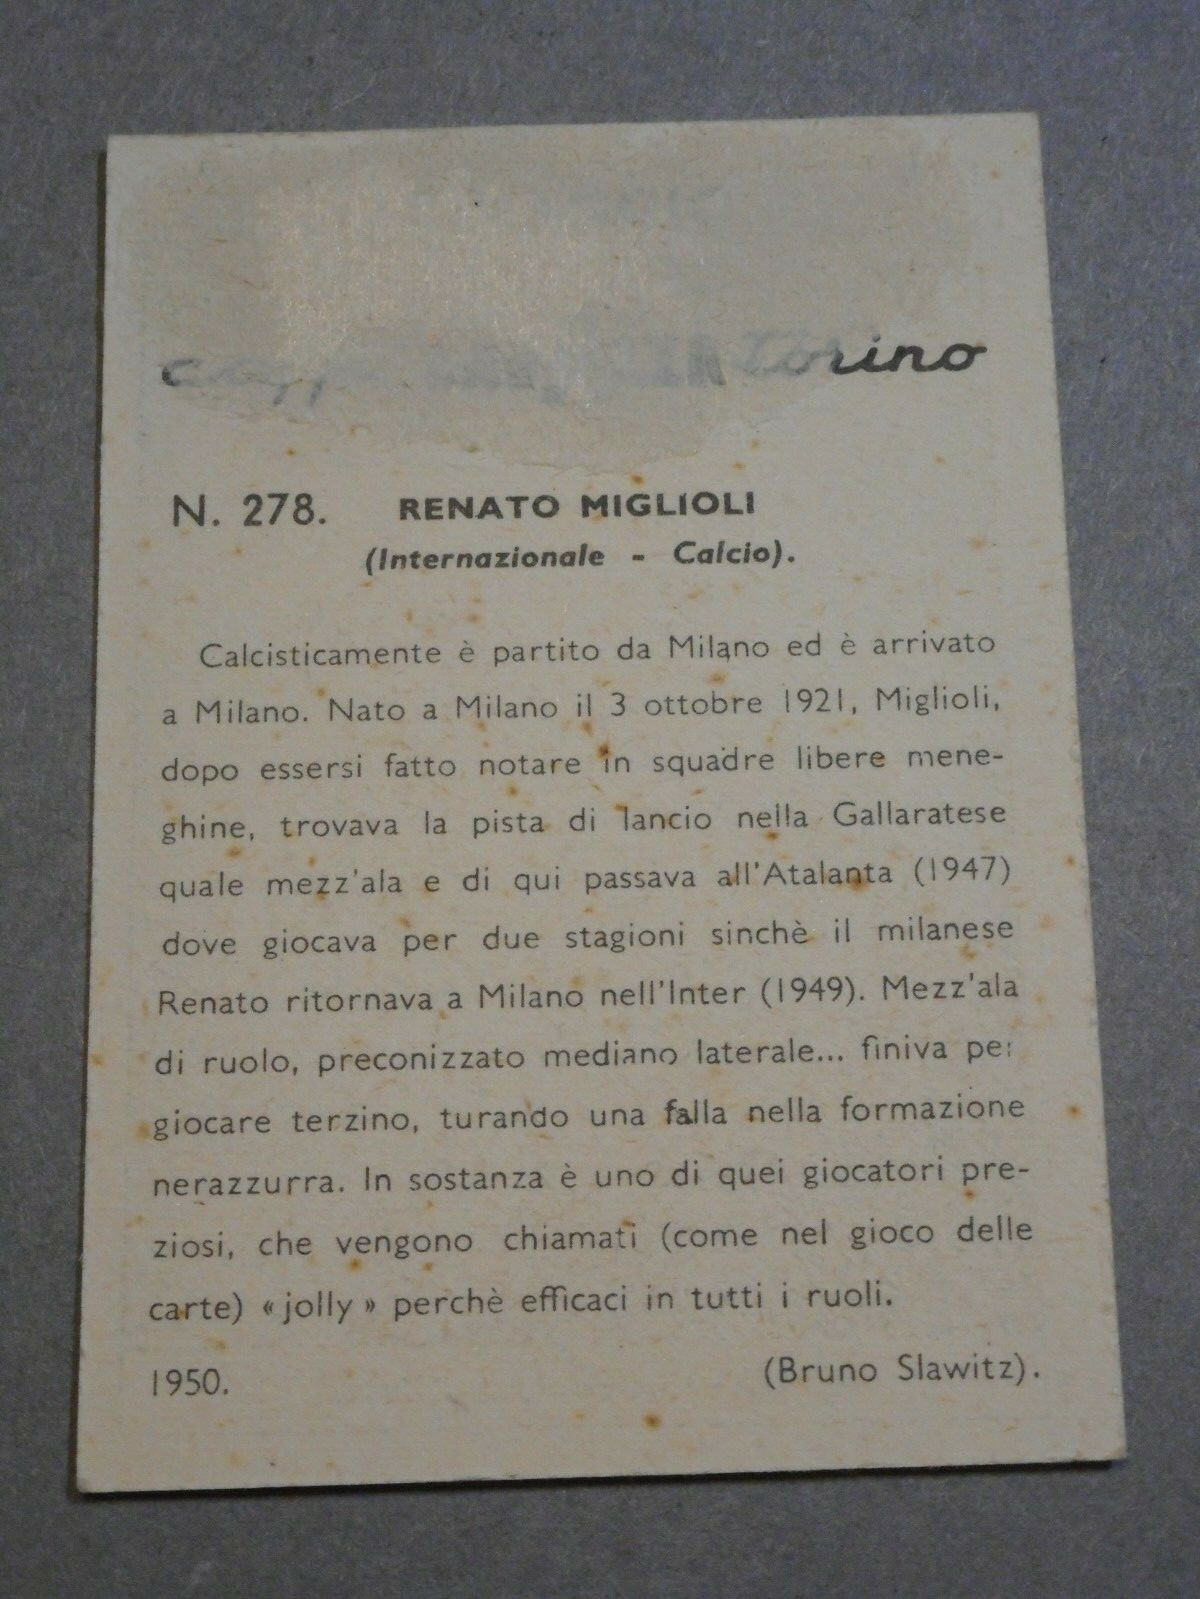 Torino
N. 278. RENATO MIGLIOLI
(Internazionale - Calcio).
Calcisticamente è partito da Milano ed è arrivato
a Milano. Nato a Milano il 3 ottobre 1921, Miglioli,
dopo essersi fatto notare in squadre libere mene-
ghine, trovava la pista di lancio nella Gallaratese
quale mezz'ala e di qui passava all'Atalanta (1947)
dove giocava per due stagioni sinchè il milanese
Renato ritornava a Milano nell'Inter (1949). Mezz'ala
di ruolo, preconizzato mediano laterale... finiva per
giocare terzino, turando una falla nella formazione
nerazzurra. In sostanza è uno di quei giocatori pre-
ziosi, che vengono chiamati (come nel gioco delle
carte) «jolly» perchè efficaci in tutti i ruoli.
1950. (Bruno Slawitz).